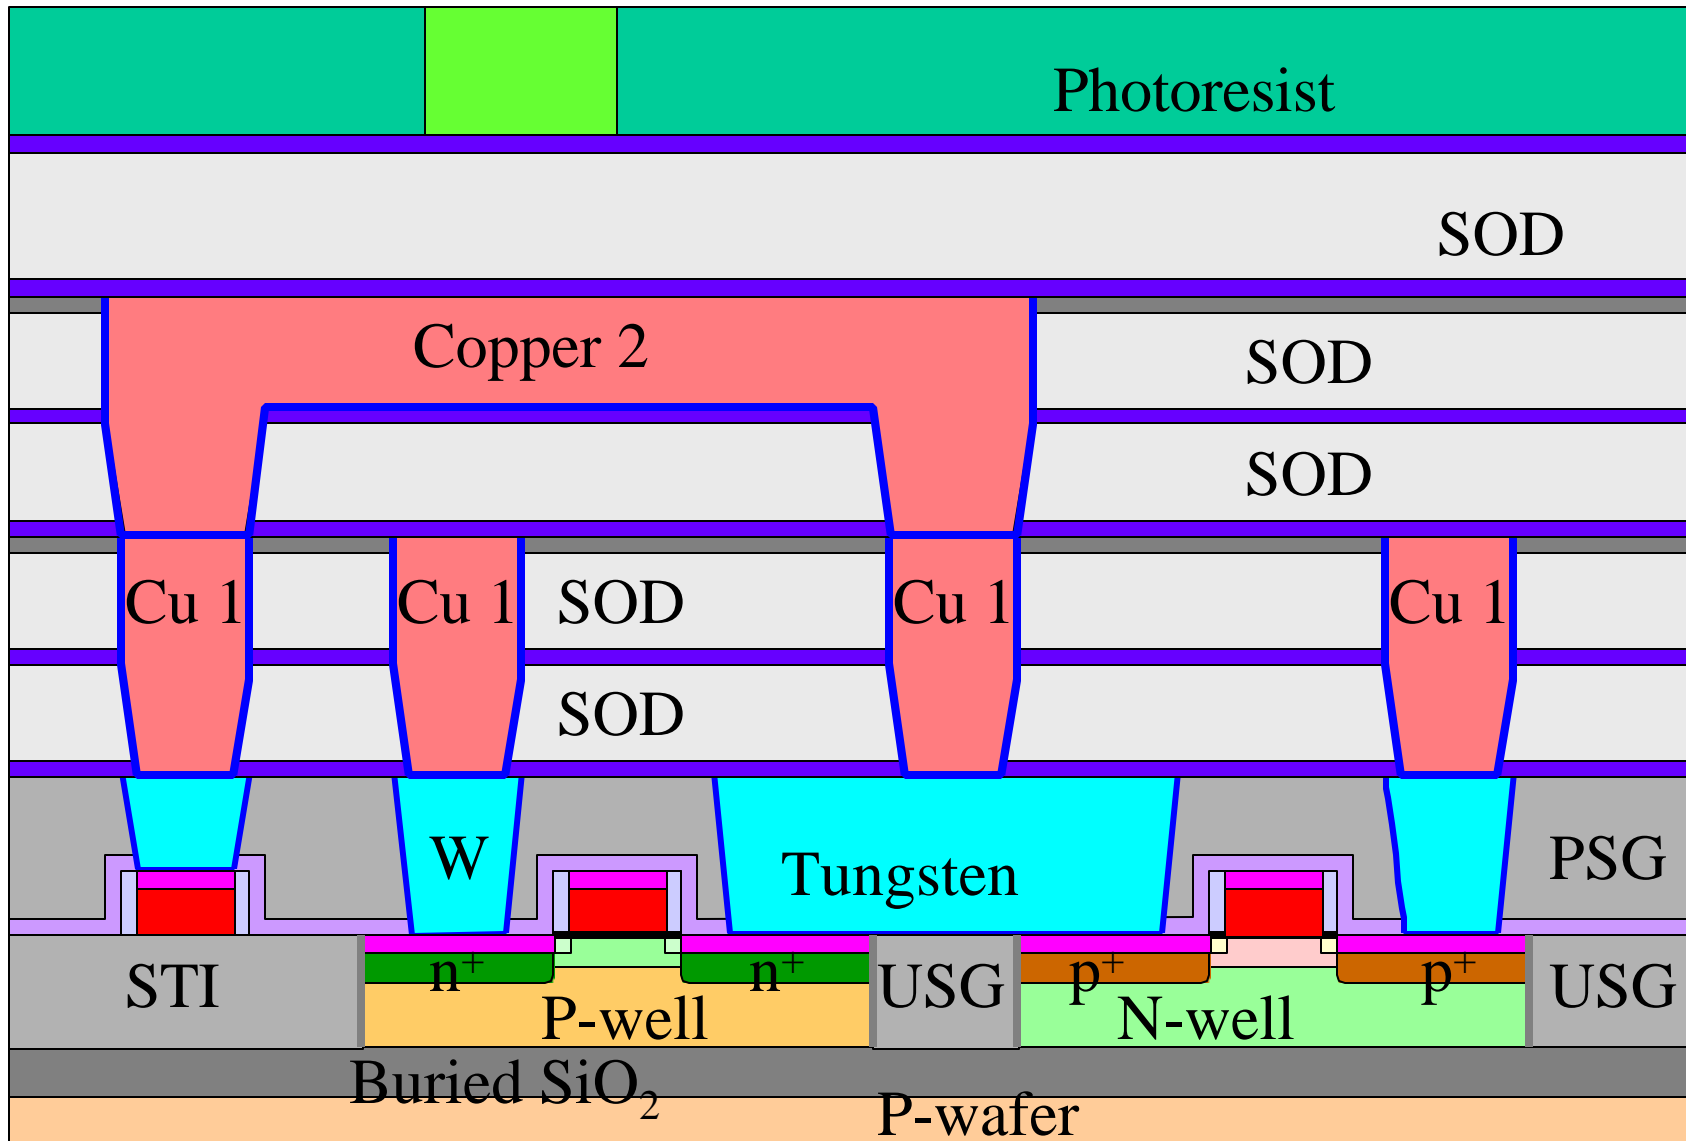 Photoresist
SOD
Copper 2
SOD
SOD
Cu 1
Cu 1
SOD
Cu 1
Cu 1
SOD
W
Tungsten
PSG
STI
n⁺
n⁺
USG
p⁺
p⁺
USG
P-well
N-well
Buried SiO₂
P-wafer